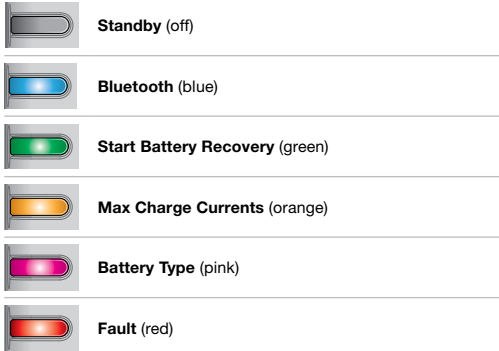 Standby (off)
Bluetooth (blue)
Start Battery Recovery (green)
Max Charge Currents (orange)
Battery Type (pink)
Fault (red)